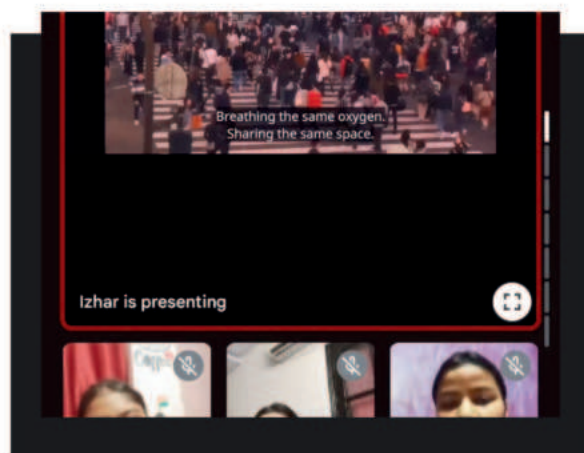 Breathing the same oxygen.
Sharing the same space.
Izhar is presenting